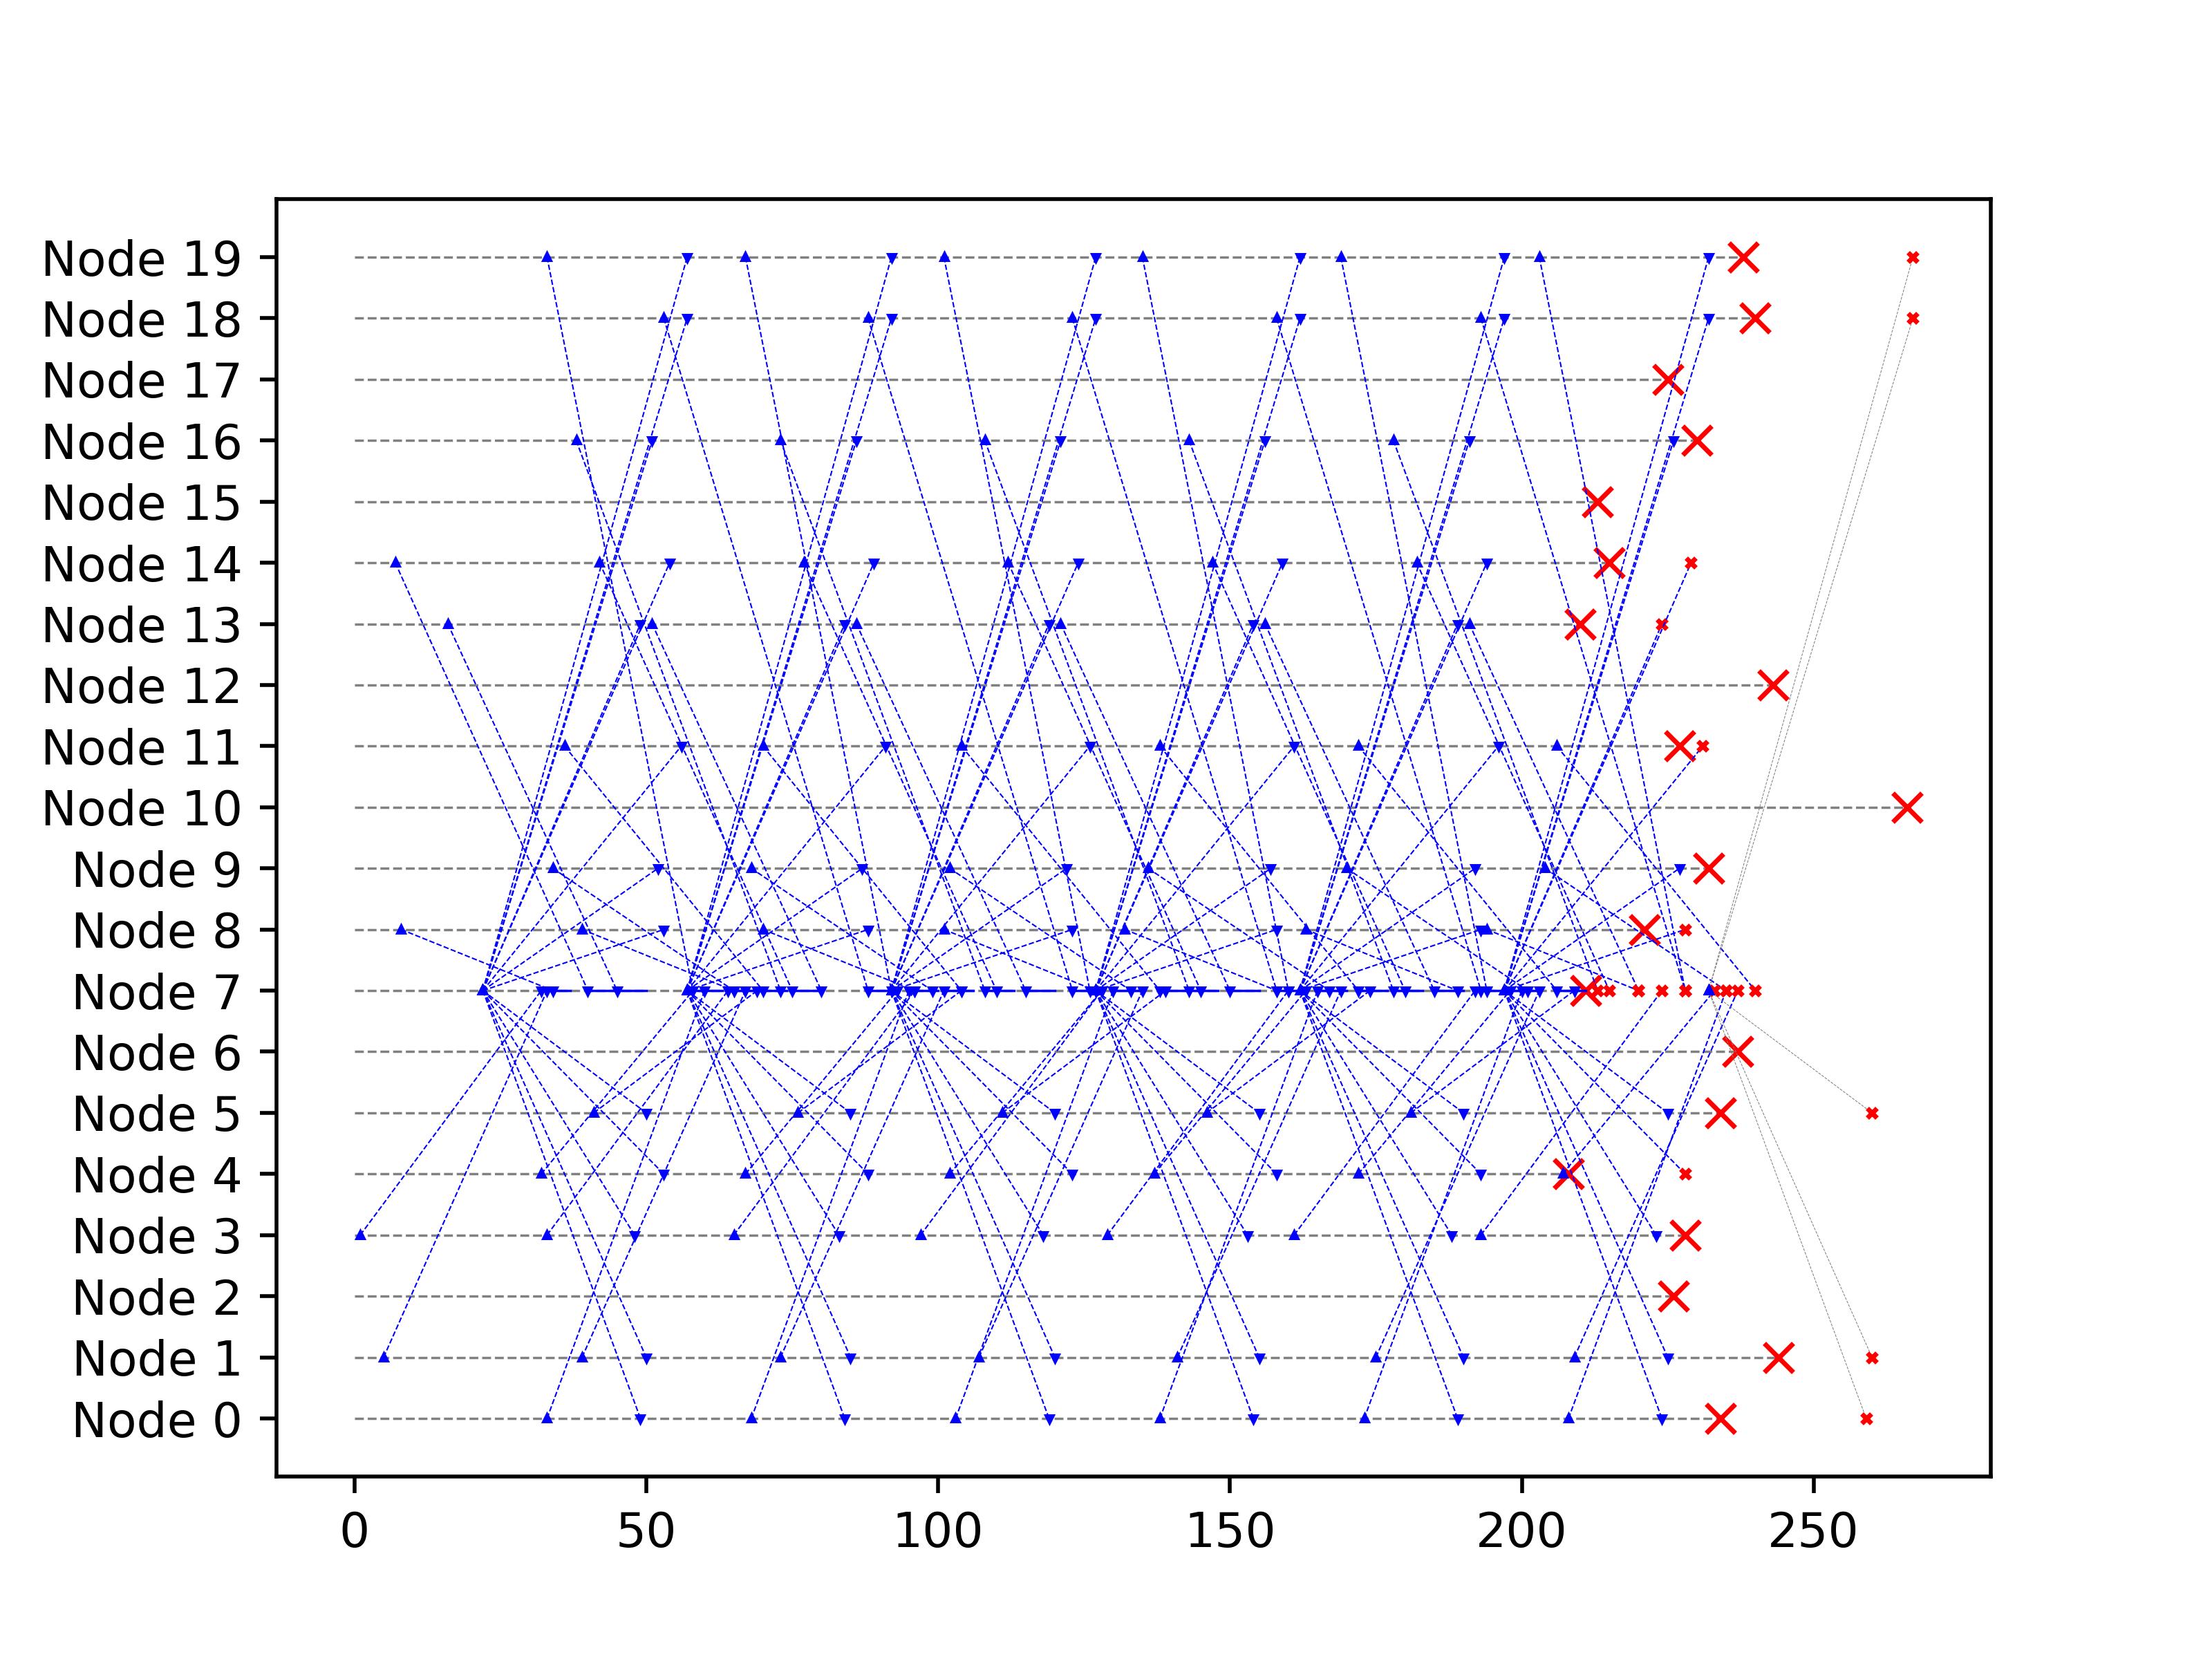 Node 19
Node 18
Node 17
Node 16
Node 15
Node 14
Node 13
Node 12
Node 11
Node 10
Node 9
Node 8
Node 7
Node 6
Node 5
Node 4
Node 3
Node 2
Node 1
Node 0
0 50 100 150 200 250